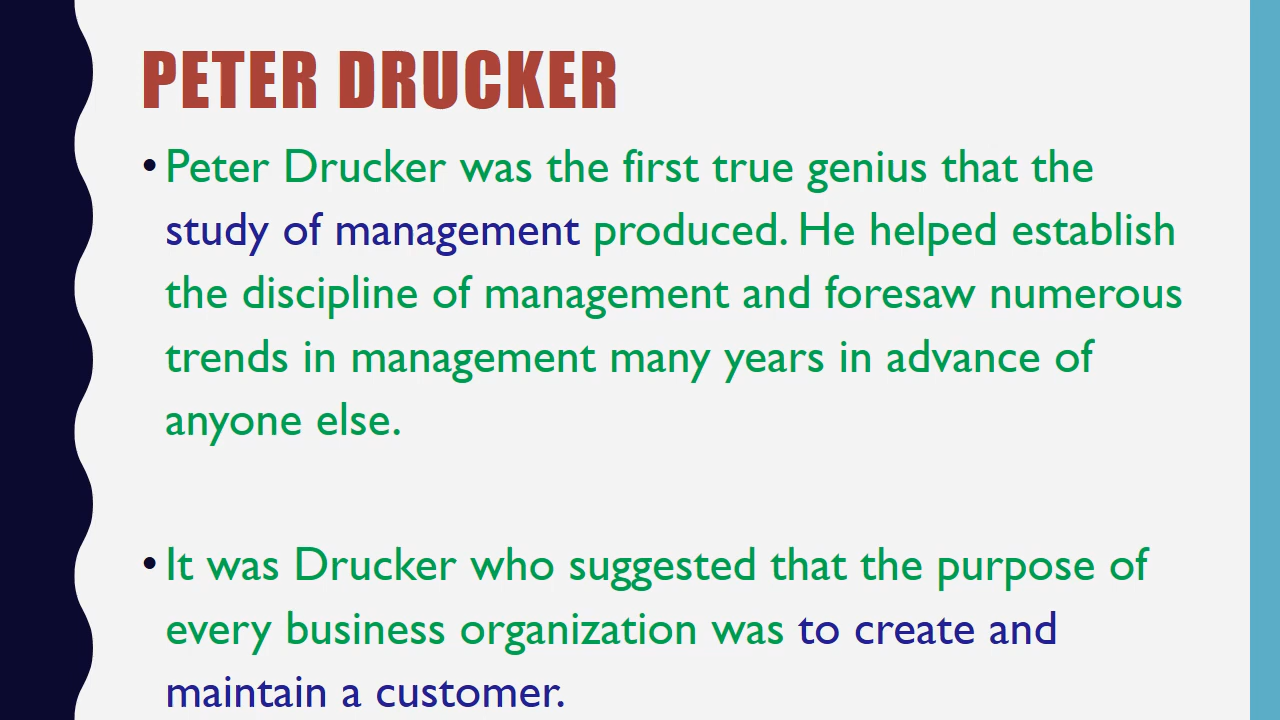 PETER DRUCKER
• Peter Drucker was the first true genius that the
study of management produced. He helped establish
the discipline of management and foresaw numerous
trends in management many years in advance of
anyone else.
• It was Drucker who suggested that the purpose of
every business organization was to create and
maintain a customer.